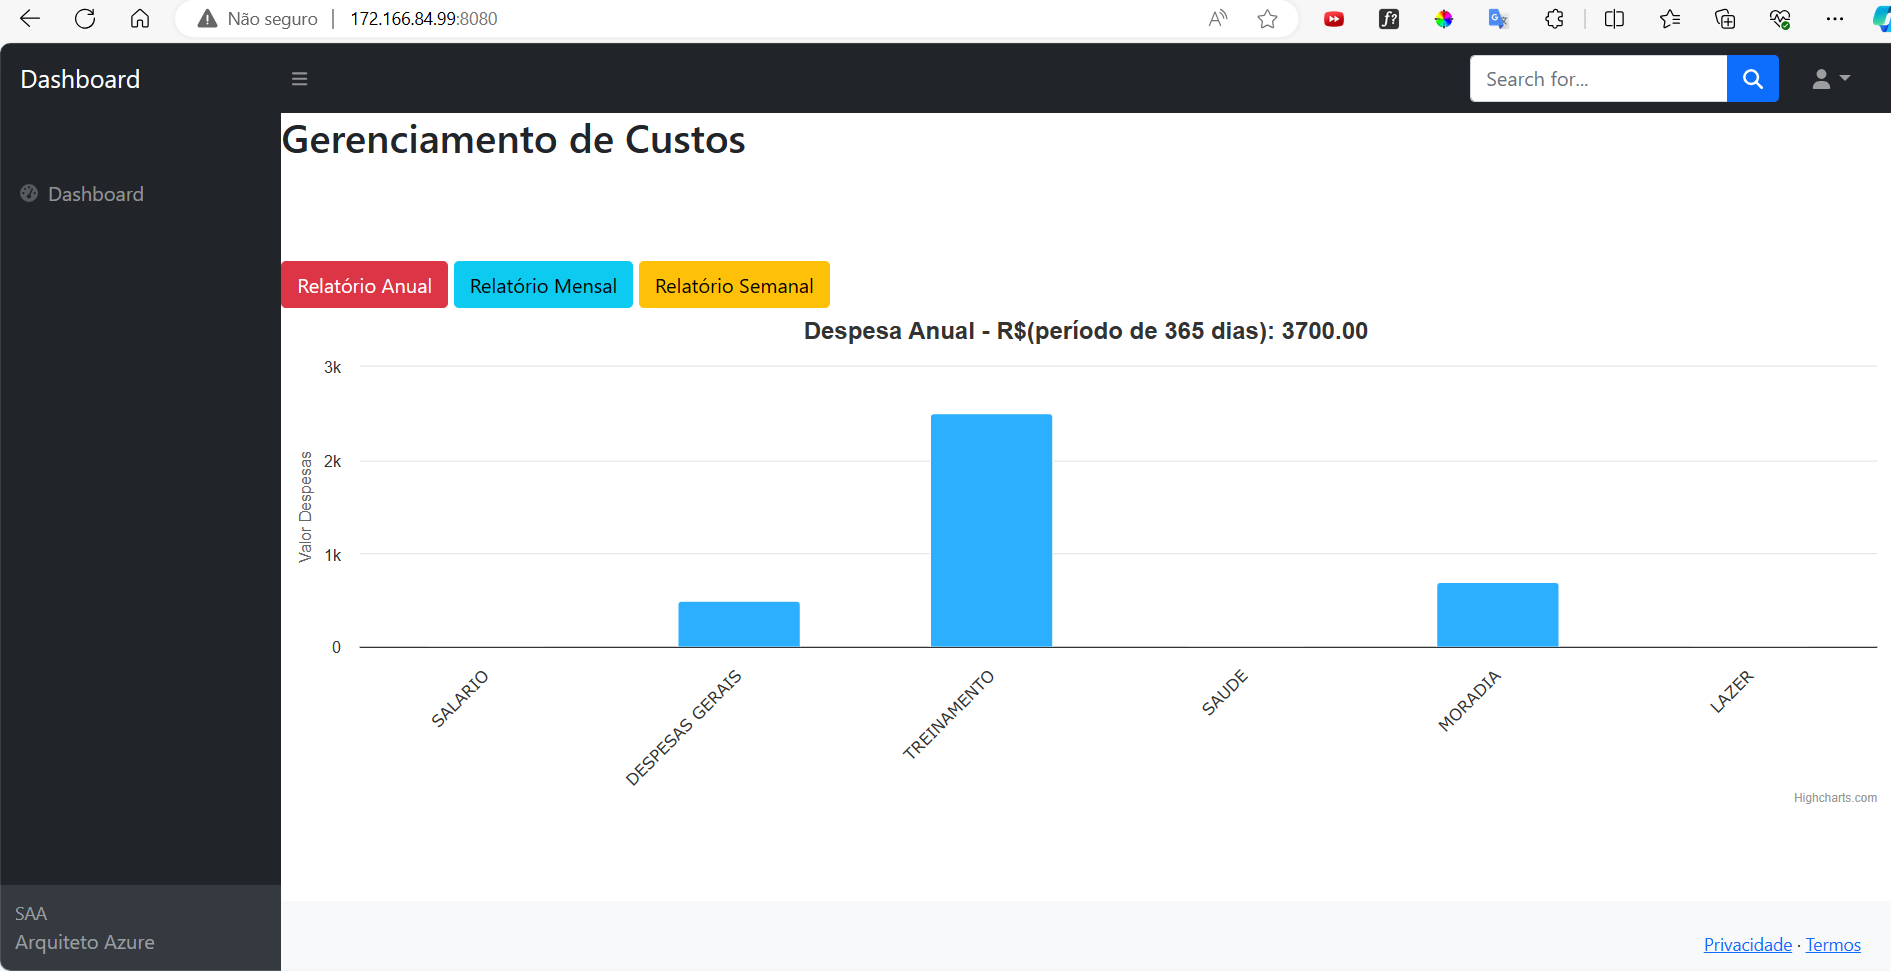 Não seguro
172.166.84.99:8080
Dashboard
Search for...
Gerenciamento de Custos
Dashboard
Relatório Anual
Relatório Mensal
Relatório Semanal
Despesa Anual - R$(período de 365 dias): 3700.00
Valor Despesas
3k
2k
1k
0
SALARIO
DESPESAS GERAIS
TREINAMENTO
SAUDE
MORADIA
LAZER
Highcharts.com
SAA
Arquiteto Azure
Privacidade · Termos